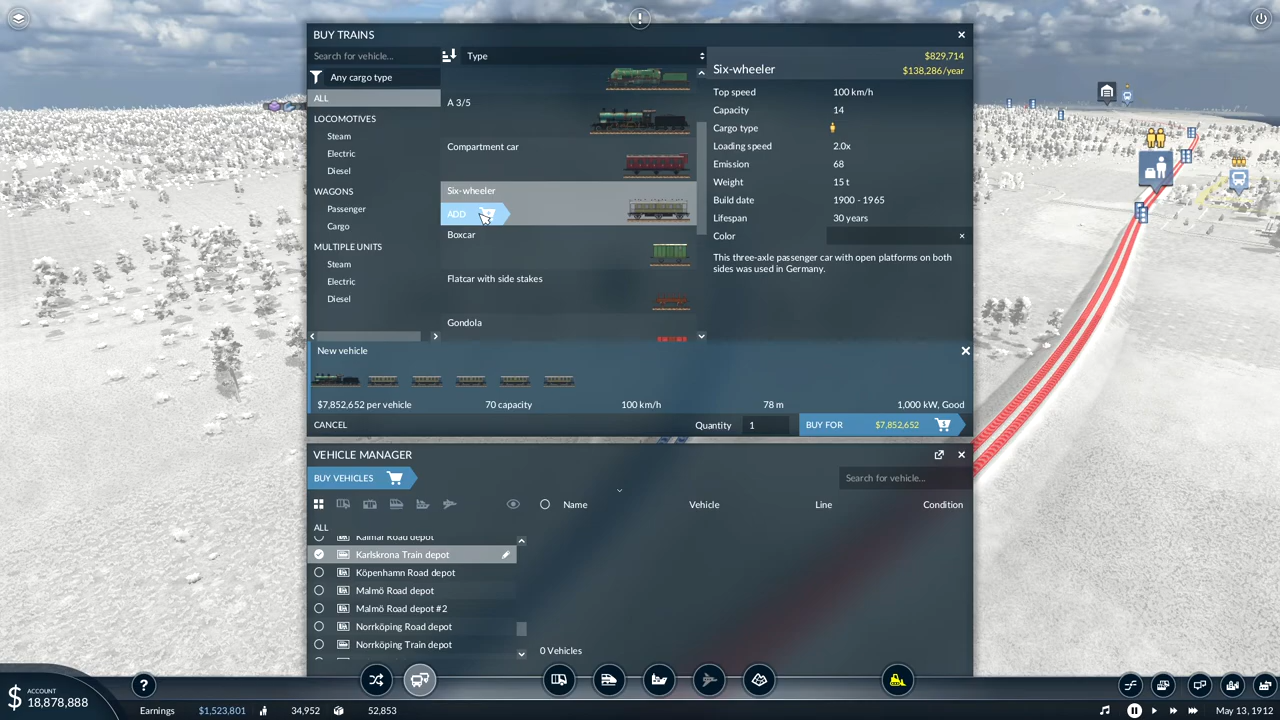 BUY TRAINS
Search for vehicle...
Type
$829,714
Any cargo type
Six-wheeler
$138,286/year
ALL
LOCOMOTIVES
Steam
Electric
Diesel
WAGONS
Passenger
Cargo
MULTIPLE UNITS
Steam
Electric
Diesel
A 3/5
Compartment car
Six-wheeler
ADD
Boxcar
Flatcar with side stakes
Gondola
Top speed 100 km/h
Capacity 14
Cargo type
Loading speed 2.0x
Emission 68
Weight 15 t
Build date 1900 - 1965
Lifespan 30 years
Color
This three-axle passenger car with open platforms on both
sides was used in Germany.
New vehicle
$7,852,652 per vehicle 70 capacity 100 km/h 78 m 1,000 kW, Good
CANCEL Quantity 1 BUY FOR $7,852,652
VEHICLE MANAGER
BUY VEHICLES
Search for vehicle...
Name Vehicle Line Condition
ALL
Kalmar Road depot
Karlskrona Train depot
Köpenhamn Road depot
Malmö Road depot
Malmö Road depot #2
Norrköping Road depot
Norrköping Train depot
0 Vehicles
?
$ ACCOUNT
18,878,888
Earnings $1,523,801 34,952 52,853
May 13, 1912